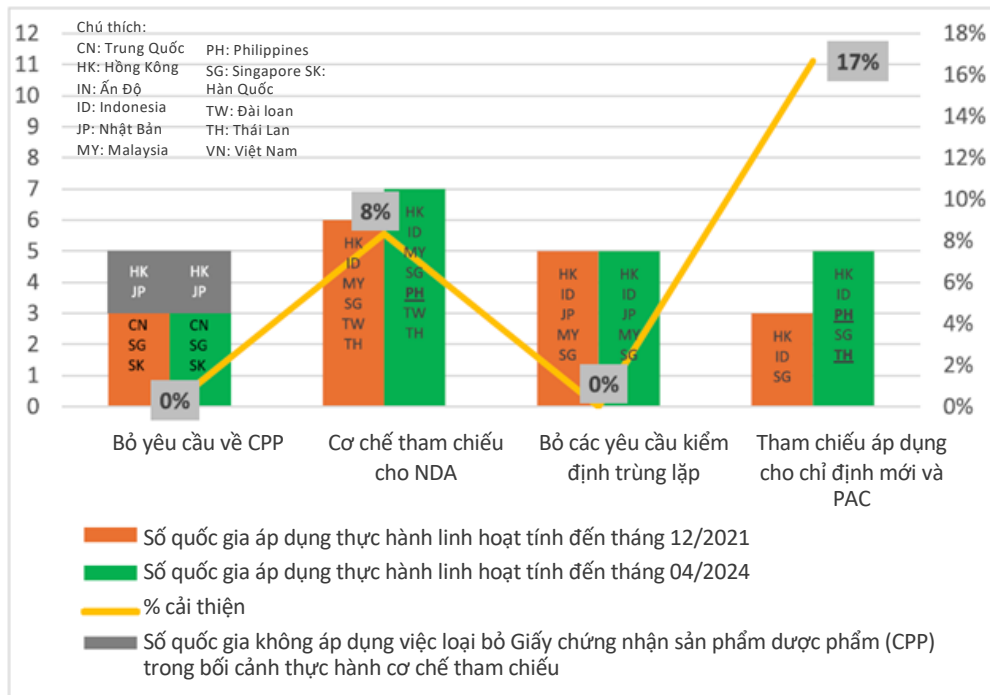 Chú thích:
CN: Trung Quốc
HK: Hồng Kông
IN: Ấn Độ
ID: Indonesia
JP: Nhật Bản
MY: Malaysia
PH: Philippines
SG: Singapore SK:
Hàn Quốc
TW: Đài loan
TH: Thái Lan
VN: Việt Nam
12
11
10
9
8
7
6
5
4
3
2
1
0
18%
16%
14%
12%
10%
8%
6%
4%
2%
0%
HK
JP
CN
SG
SK
HK
JP
CN
SG
SK
0%
8%
HK
ID
MY
SG
TW
TH
HK
ID
MY
SG
PH
TW
TH
HK
ID
JP
MY
SG
HK
ID
JP
MY
SG
0%
17%
HK
ID
SG
HK
ID
PH
SG
TH
Bỏ yêu cầu về CPP
Cơ chế tham chiếu
cho NDA
Bỏ các yêu cầu kiểm
định trùng lặp
Tham chiếu áp dụng
cho chỉ định mới và
PAC
Số quốc gia áp dụng thực hành linh hoạt tính đến tháng 12/2021
Số quốc gia áp dụng thực hành linh hoạt tính đến tháng 04/2024
% cải thiện
Số quốc gia không áp dụng việc loại bỏ Giấy chứng nhận sản phẩm dược phẩm (CPP)
trong bối cảnh thực hành cơ chế tham chiếu